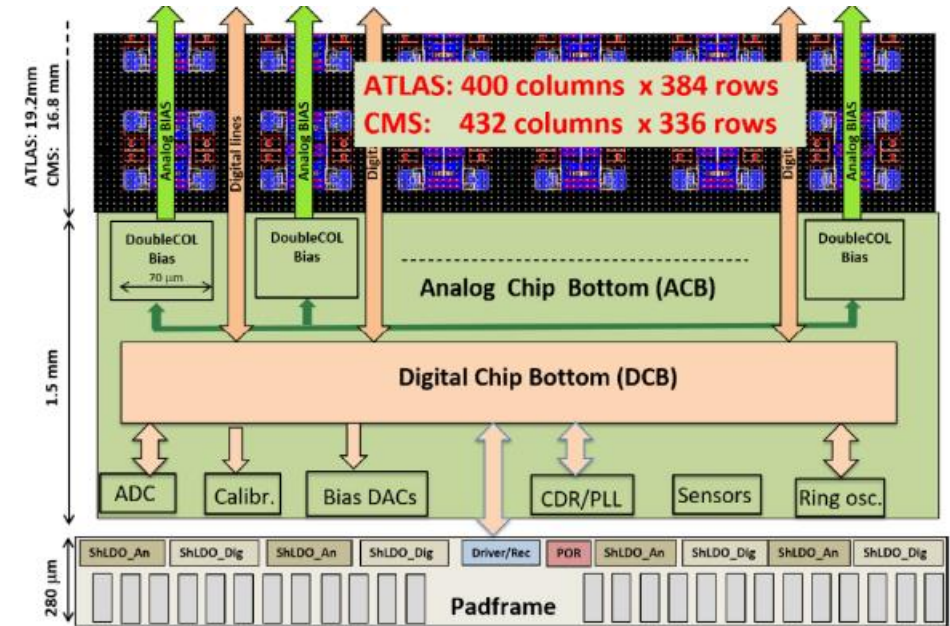 ATLAS: 19.2mm
CMS: 16.8 mm
Analog BIAS
Digital lines
Analog BIAS
Digital
ATLAS: 400 columns x 384 rows
CMS: 432 columns x 336 rows
Digital
Analog BIAS
DoubleCOL
Bias
70 µm
DoubleCOL
Bias
DoubleCOL
Bias
Analog Chip Bottom (ACB)
1.5 mm
Digital Chip Bottom (DCB)
ADC
Calibr.
Bias DACs
CDR/PLL
Sensors
Ring osc.
280 µm
ShLDO_An
ShLDO_Dig
ShLDO_An
ShLDO_Dig
Driver/Rec
POR
ShLDO_An
ShLDO_Dig
ShLDO_An
ShLDO_Dig
Padframe